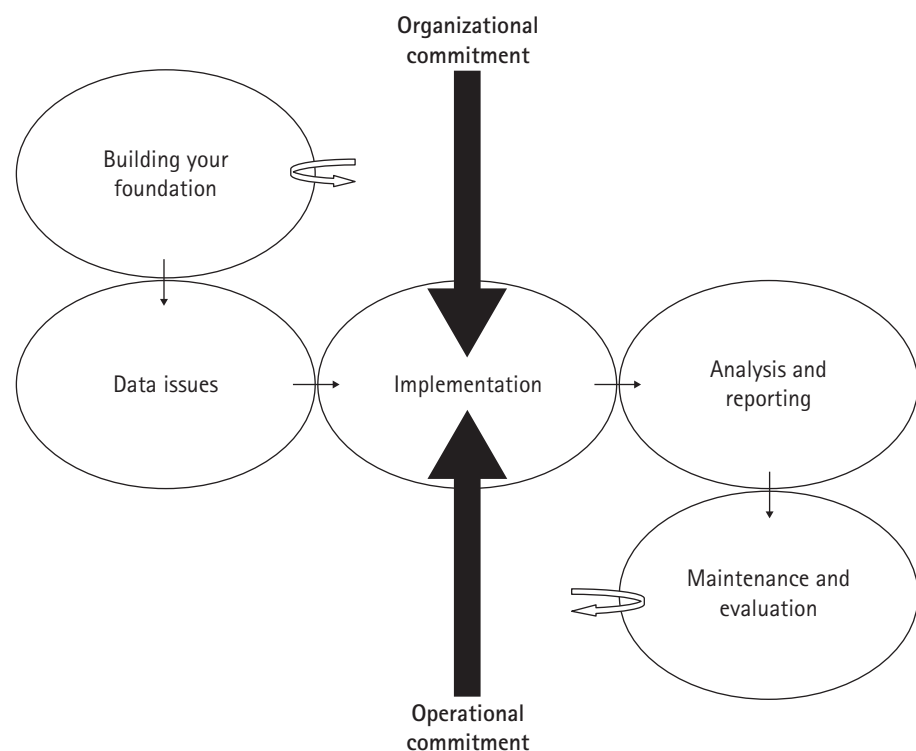 Organizational
commitment
Building your
foundation
Data issues
Implementation
Analysis and
reporting
Maintenance and
evaluation
Operational
commitment